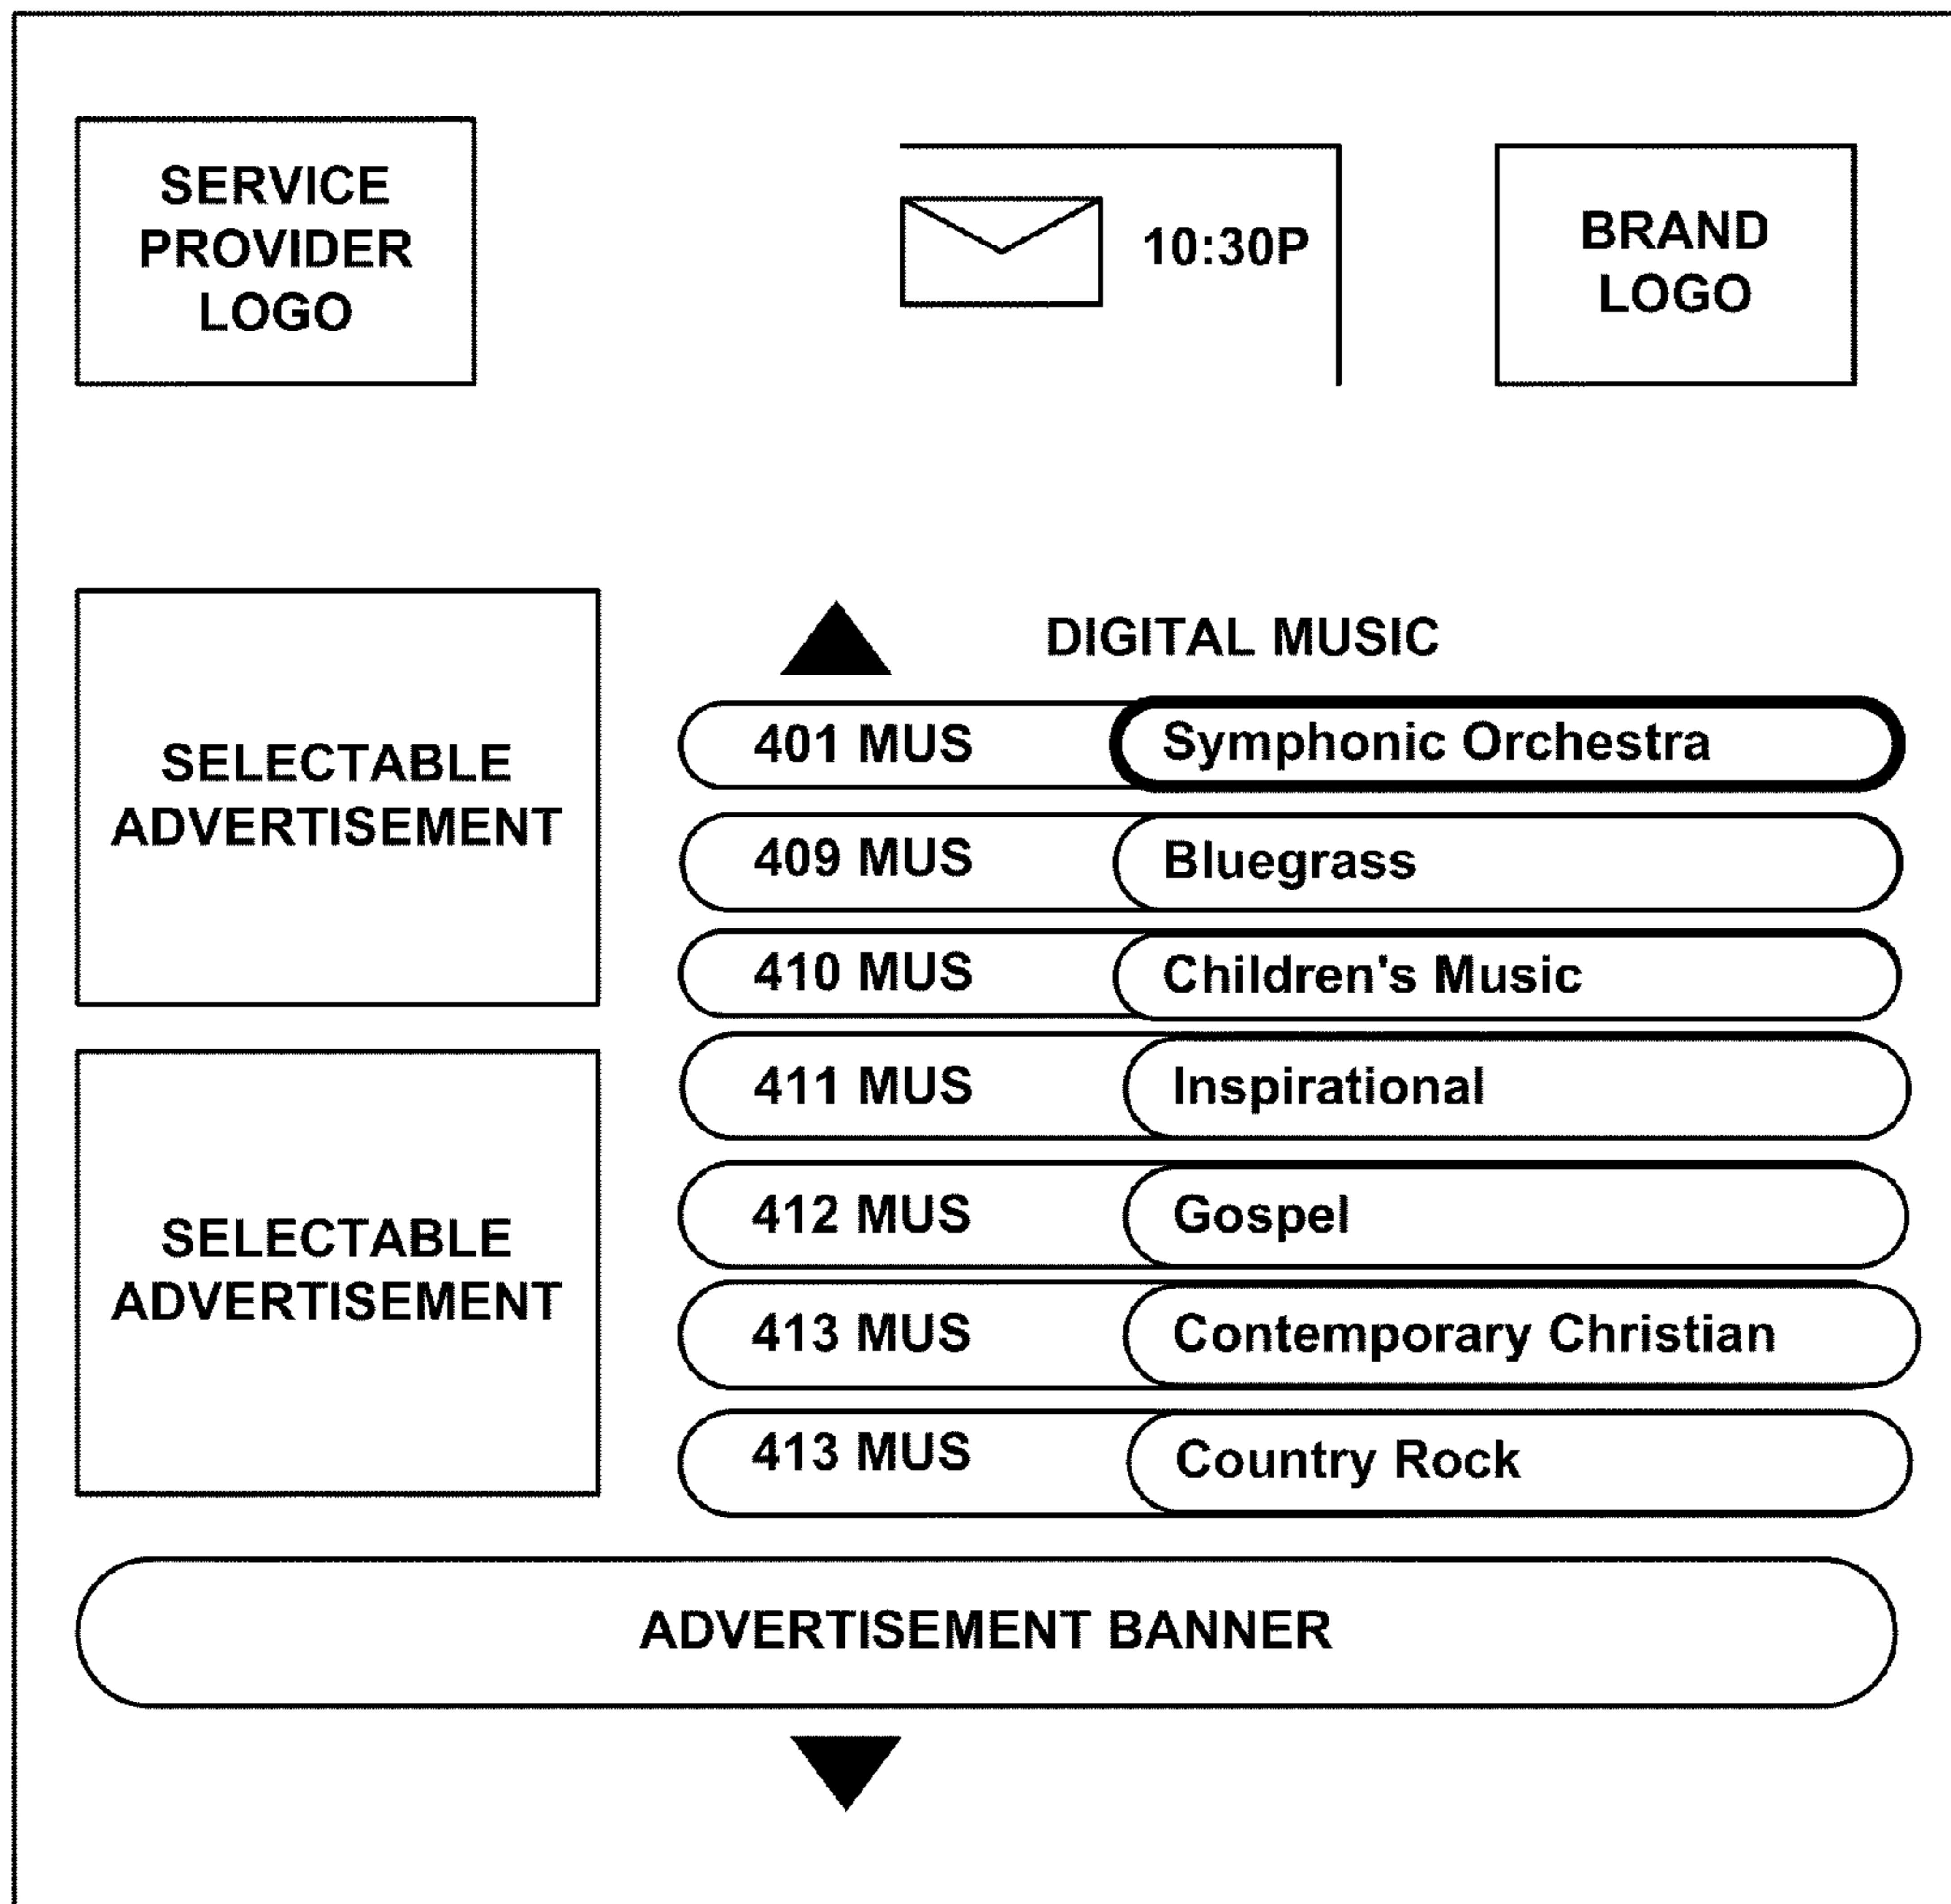 SERVICE
PROVIDER
LOGO
10:30P
BRAND
LOGO
SELECTABLE
ADVERTISEMENT
SELECTABLE
ADVERTISEMENT
DIGITAL MUSIC
401 MUS Symphonic Orchestra
409 MUS Bluegrass
410 MUS Children's Music
411 MUS Inspirational
412 MUS Gospel
413 MUS Contemporary Christian
413 MUS Country Rock
ADVERTISEMENT BANNER